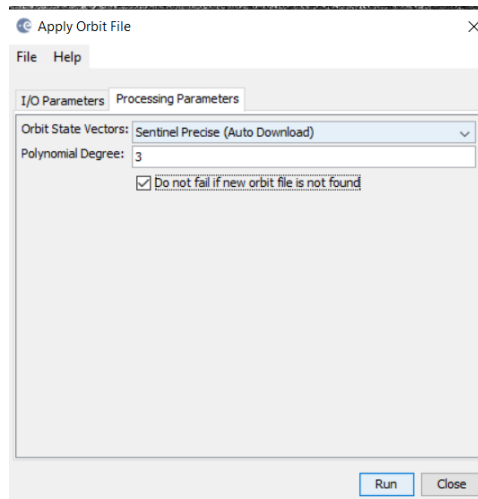 Apply Orbit File
File Help
I/O Parameters Processing Parameters
Orbit State Vectors: Sentinel Precise (Auto Download)
Polynomial Degree: 3
Do not fail if new orbit file is not found
Run Close